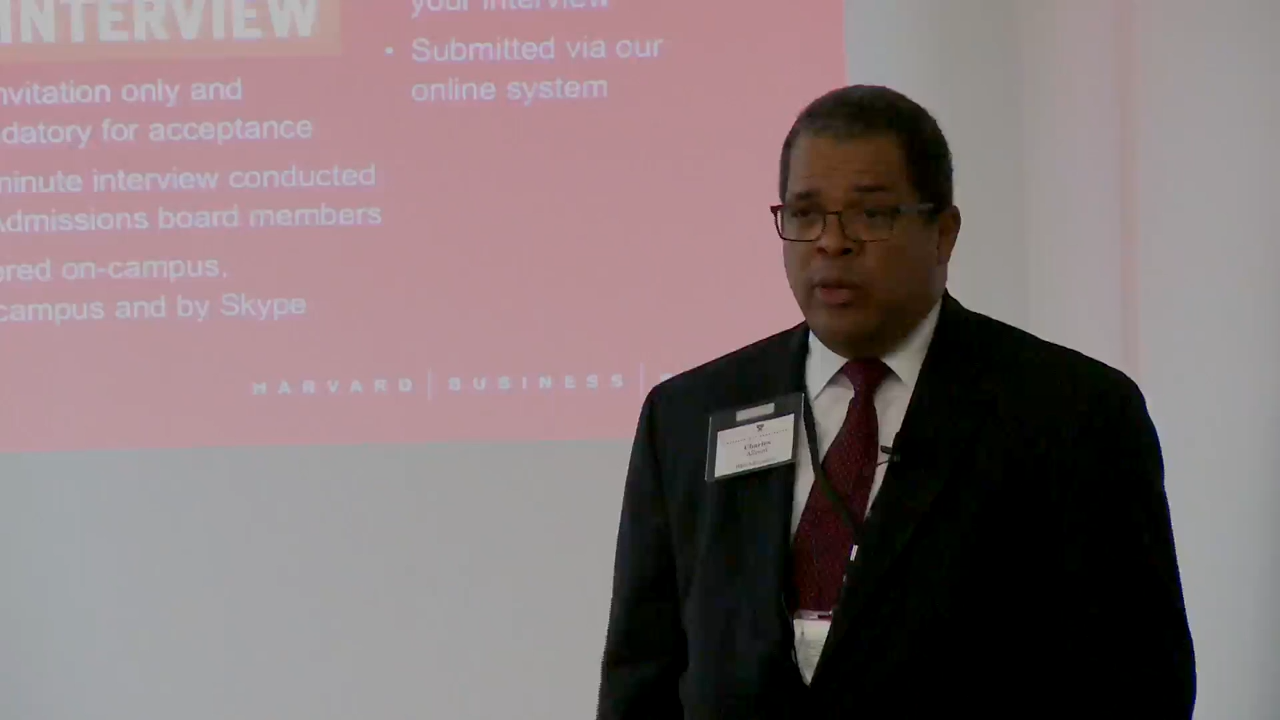 INTERVIEW
nvitation only and
datory for acceptance
minute interview conducted
Admissions board members
ered on-campus,
campus and by Skype
your interview
• Submitted via our
online system
HARVARD | BUSINESS |
Charles